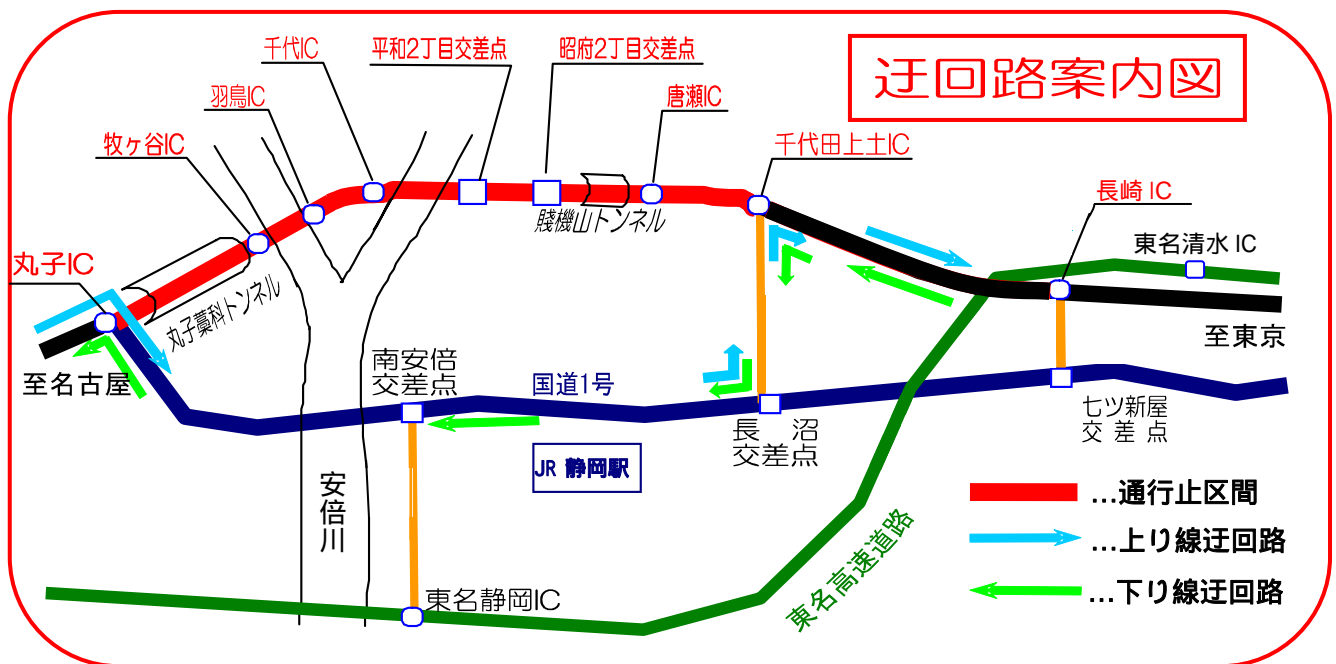 迂回路案内図
千代IC
平和2丁目交差点
昭府2丁目交差点
羽鳥IC
唐瀬IC
牧ヶ谷IC
千代田上土IC
長崎 IC
賤機山トンネル
東名清水 IC
丸子IC
丸子藁科トンネル
至東京
至名古屋
南安倍
交差点
国道1号
七ツ新屋
交 差 点
長 沼
交差点
JR 静岡駅
安倍川
...通行止区間
...上り線迂回路
...下り線迂回路
東名高速道路
東名静岡IC